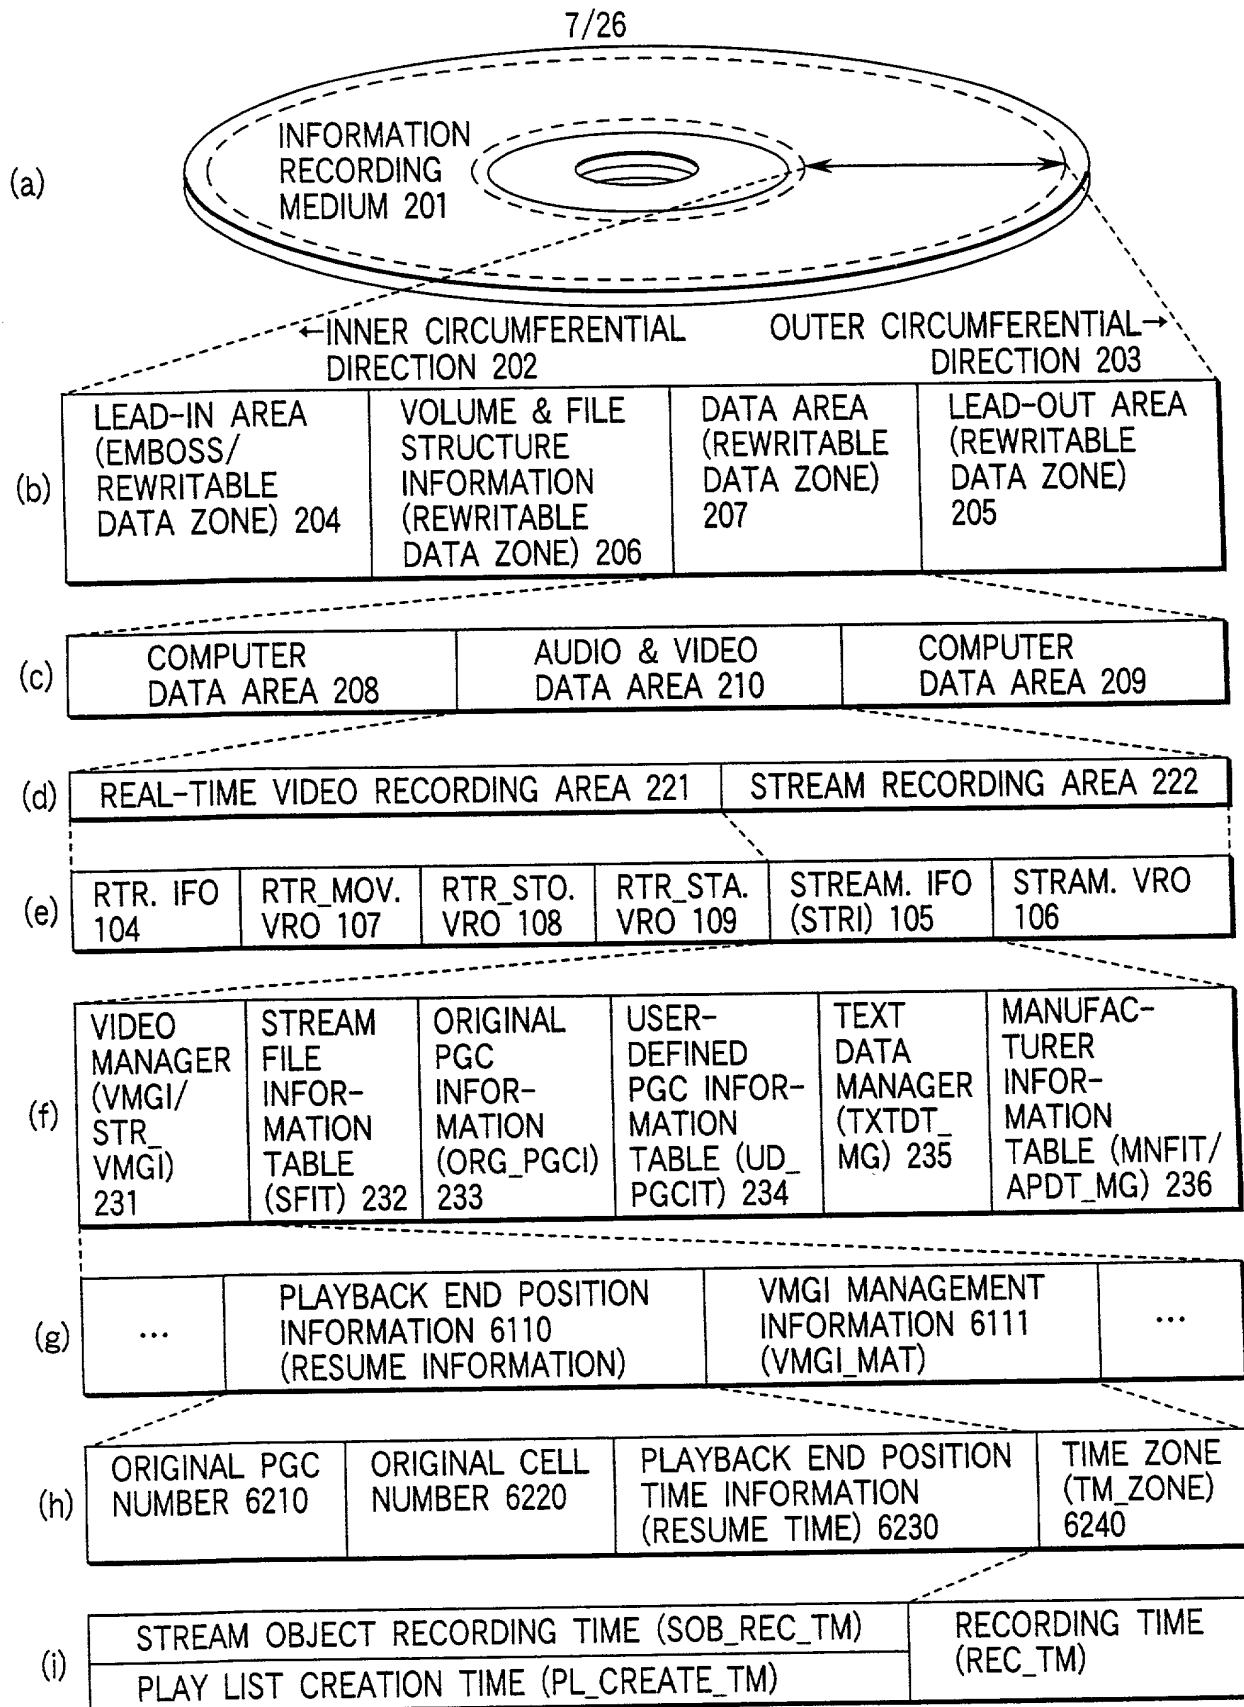 7/26
(a)
INFORMATION
RECORDING
MEDIUM 201
←INNER CIRCUMFERENTIAL
DIRECTION 202
OUTER CIRCUMFERENTIAL→
DIRECTION 203
(b)
LEAD-IN AREA
(EMBOSS/
REWRITABLE
DATA ZONE) 204
VOLUME & FILE
STRUCTURE
INFORMATION
(REWRITABLE
DATA ZONE) 206
DATA AREA
(REWRITABLE
DATA ZONE)
207
LEAD-OUT AREA
(REWRITABLE
DATA ZONE)
205
(c)
COMPUTER
DATA AREA 208
AUDIO & VIDEO
DATA AREA 210
COMPUTER
DATA AREA 209
(d)
REAL-TIME VIDEO RECORDING AREA 221
STREAM RECORDING AREA 222
(e)
RTR. IFO
104
RTR_MOV.
VRO 107
RTR_STO.
VRO 108
RTR_STA.
VRO 109
STREAM. IFO
(STRI) 105
STRAM. VRO
106
(f)
VIDEO
MANAGER
(VMGI/
STR_
VMGI)
231
STREAM
FILE
INFOR-
MATION
TABLE
(SFIT) 232
ORIGINAL
PGC
INFOR-
MATION
(ORG_PGCI)
233
USER-
DEFINED
PGC INFOR-
MATION
TABLE (UD_
PGCIT) 234
TEXT
DATA
MANAGER
(TXTDT_
MG) 235
MANUFAC-
TURER
INFOR-
MATION
TABLE (MNFIT/
APDT_MG) 236
(g)
...
PLAYBACK END POSITION
INFORMATION 6110
(RESUME INFORMATION)
VMGI MANAGEMENT
INFORMATION 6111
(VMGI_MAT)
...
(h)
ORIGINAL PGC
NUMBER 6210
ORIGINAL CELL
NUMBER 6220
PLAYBACK END POSITION
TIME INFORMATION
(RESUME TIME) 6230
TIME ZONE
(TM_ZONE)
6240
(i)
STREAM OBJECT RECORDING TIME (SOB_REC_TM)
PLAY LIST CREATION TIME (PL_CREATE_TM)
RECORDING TIME
(REC_TM)